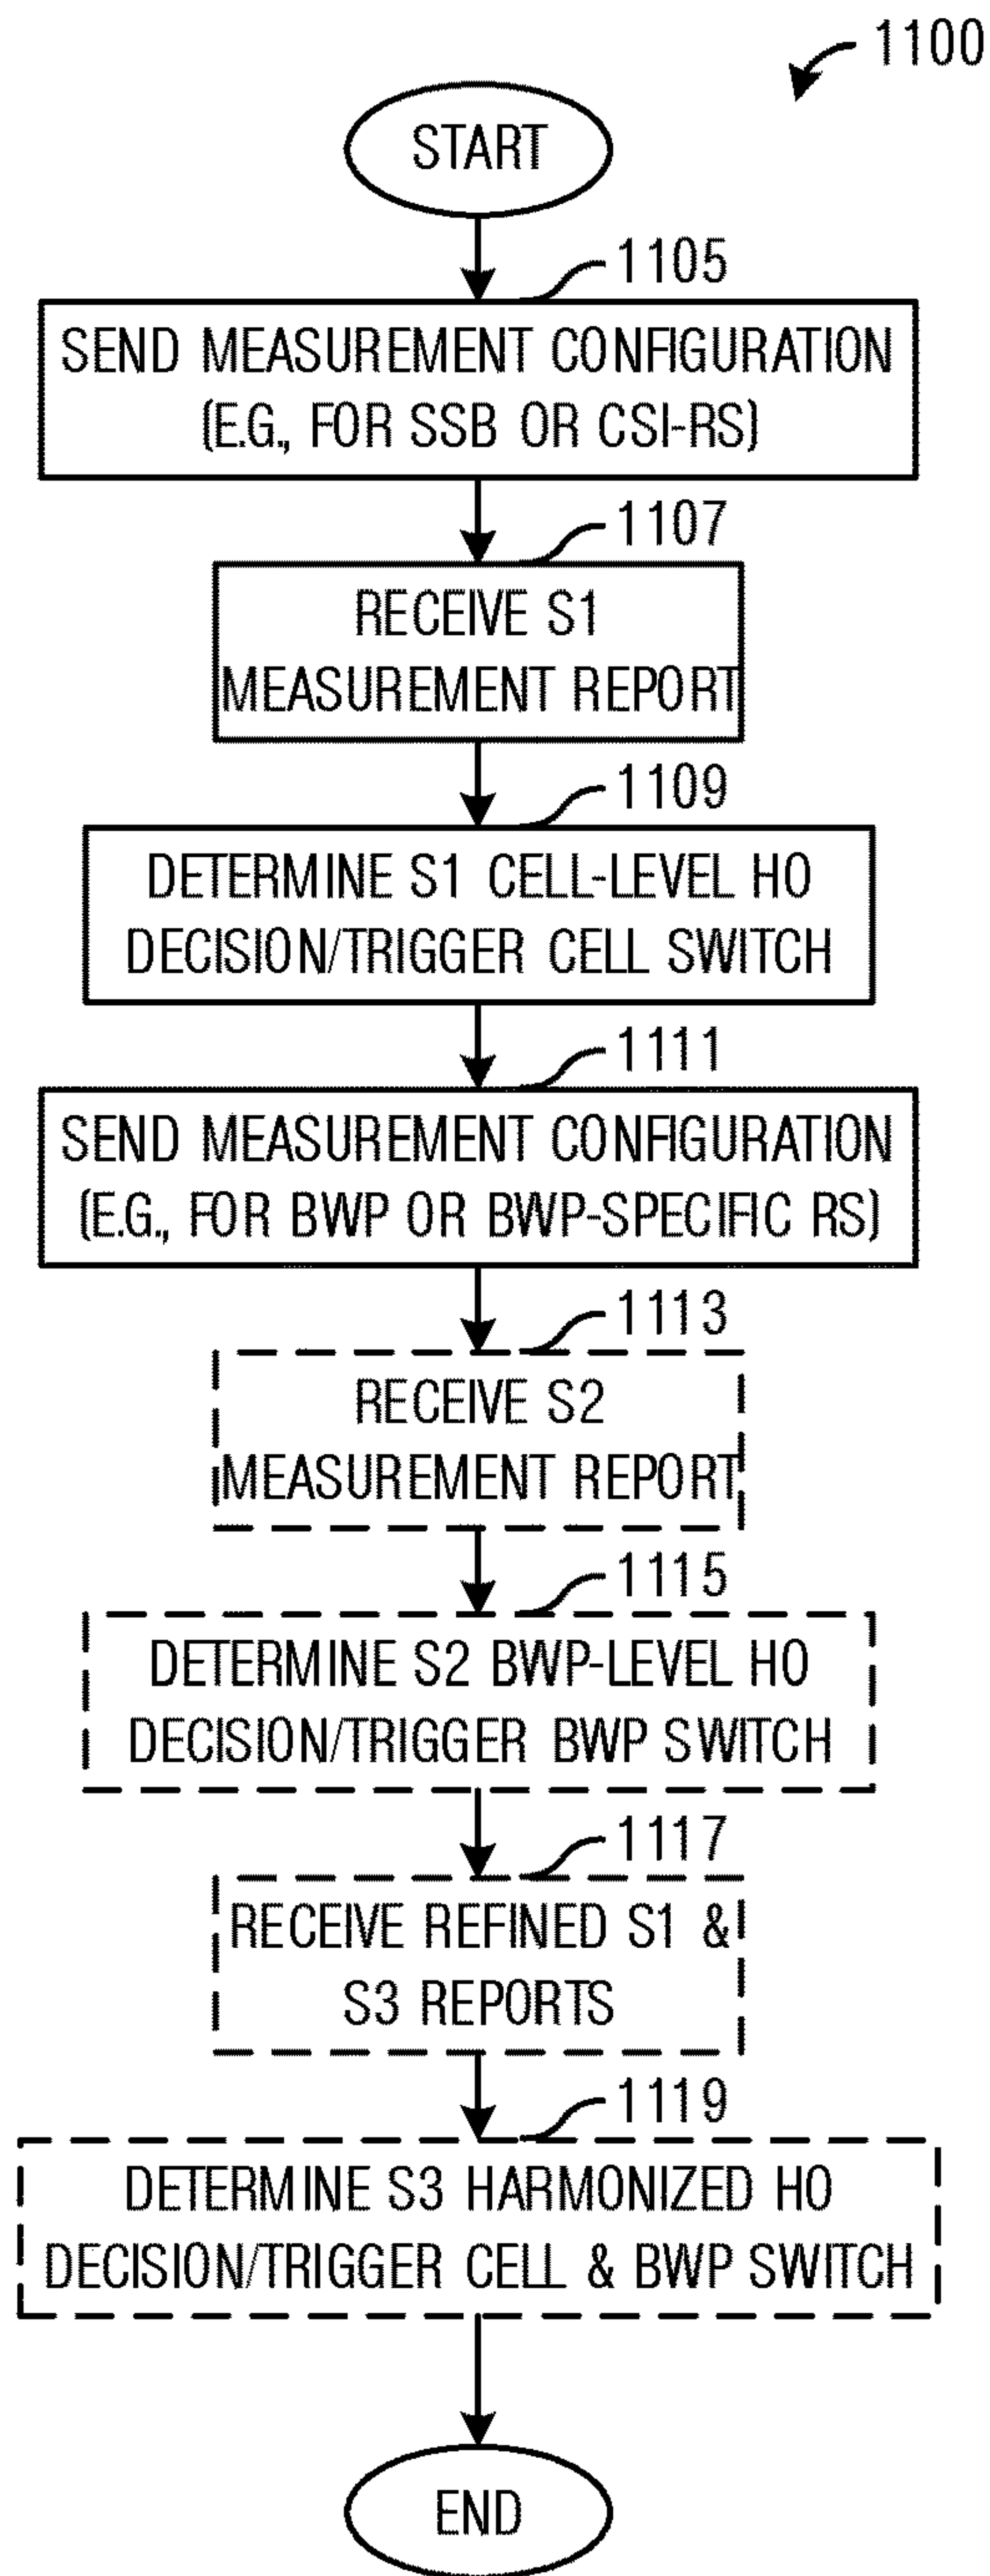 1100
START
1105
SEND MEASUREMENT CONFIGURATION
(E.G., FOR SSB OR CSI-RS)
1107
RECEIVE S1
MEASUREMENT REPORT
1109
DETERMINE S1 CELL-LEVEL HO
DECISION/TRIGGER CELL SWITCH
1111
SEND MEASUREMENT CONFIGURATION
(E.G., FOR BWP OR BWP-SPECIFIC RS)
1113
RECEIVE S2
MEASUREMENT REPORT
1115
DETERMINE S2 BWP-LEVEL HO
DECISION/TRIGGER BWP SWITCH
1117
RECEIVE REFINED S1 &
S3 REPORTS
1119
DETERMINE S3 HARMONIZED HO
DECISION/TRIGGER CELL & BWP SWITCH
END